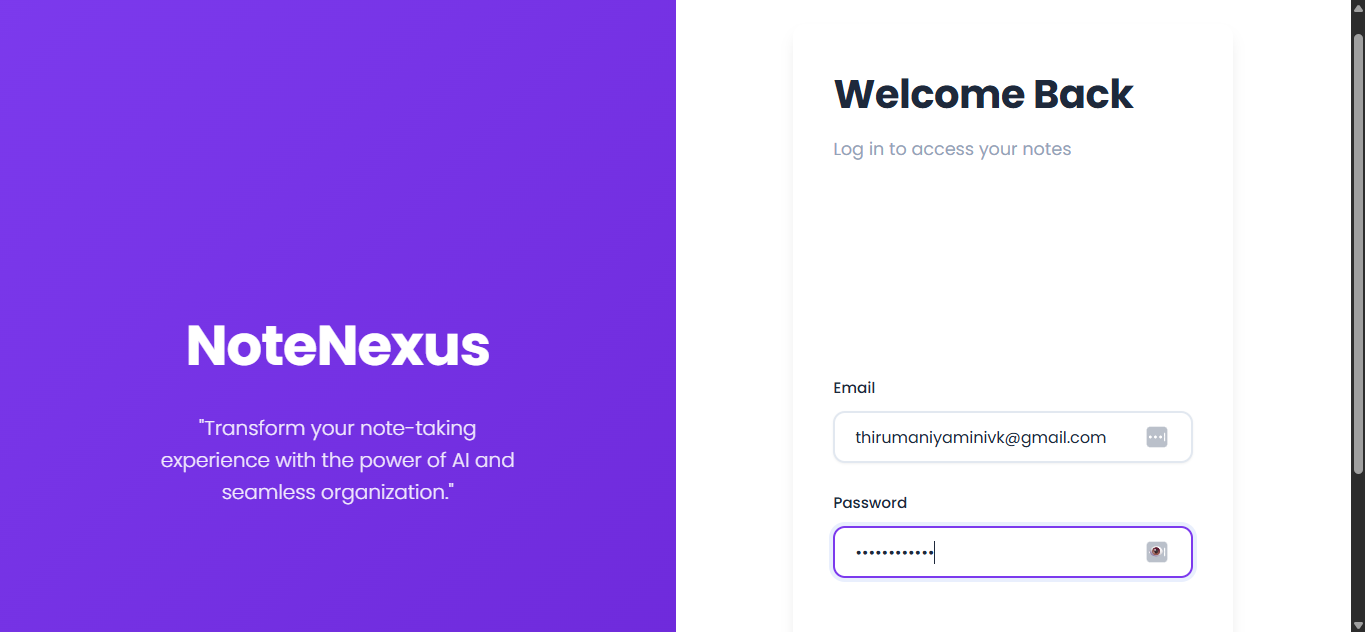 NoteNexus
"Transform your note-taking
experience with the power of AI and
seamless organization."
Welcome Back
Log in to access your notes
Email
thirumaniyaminivk@gmail.com
Password
••••••••••••